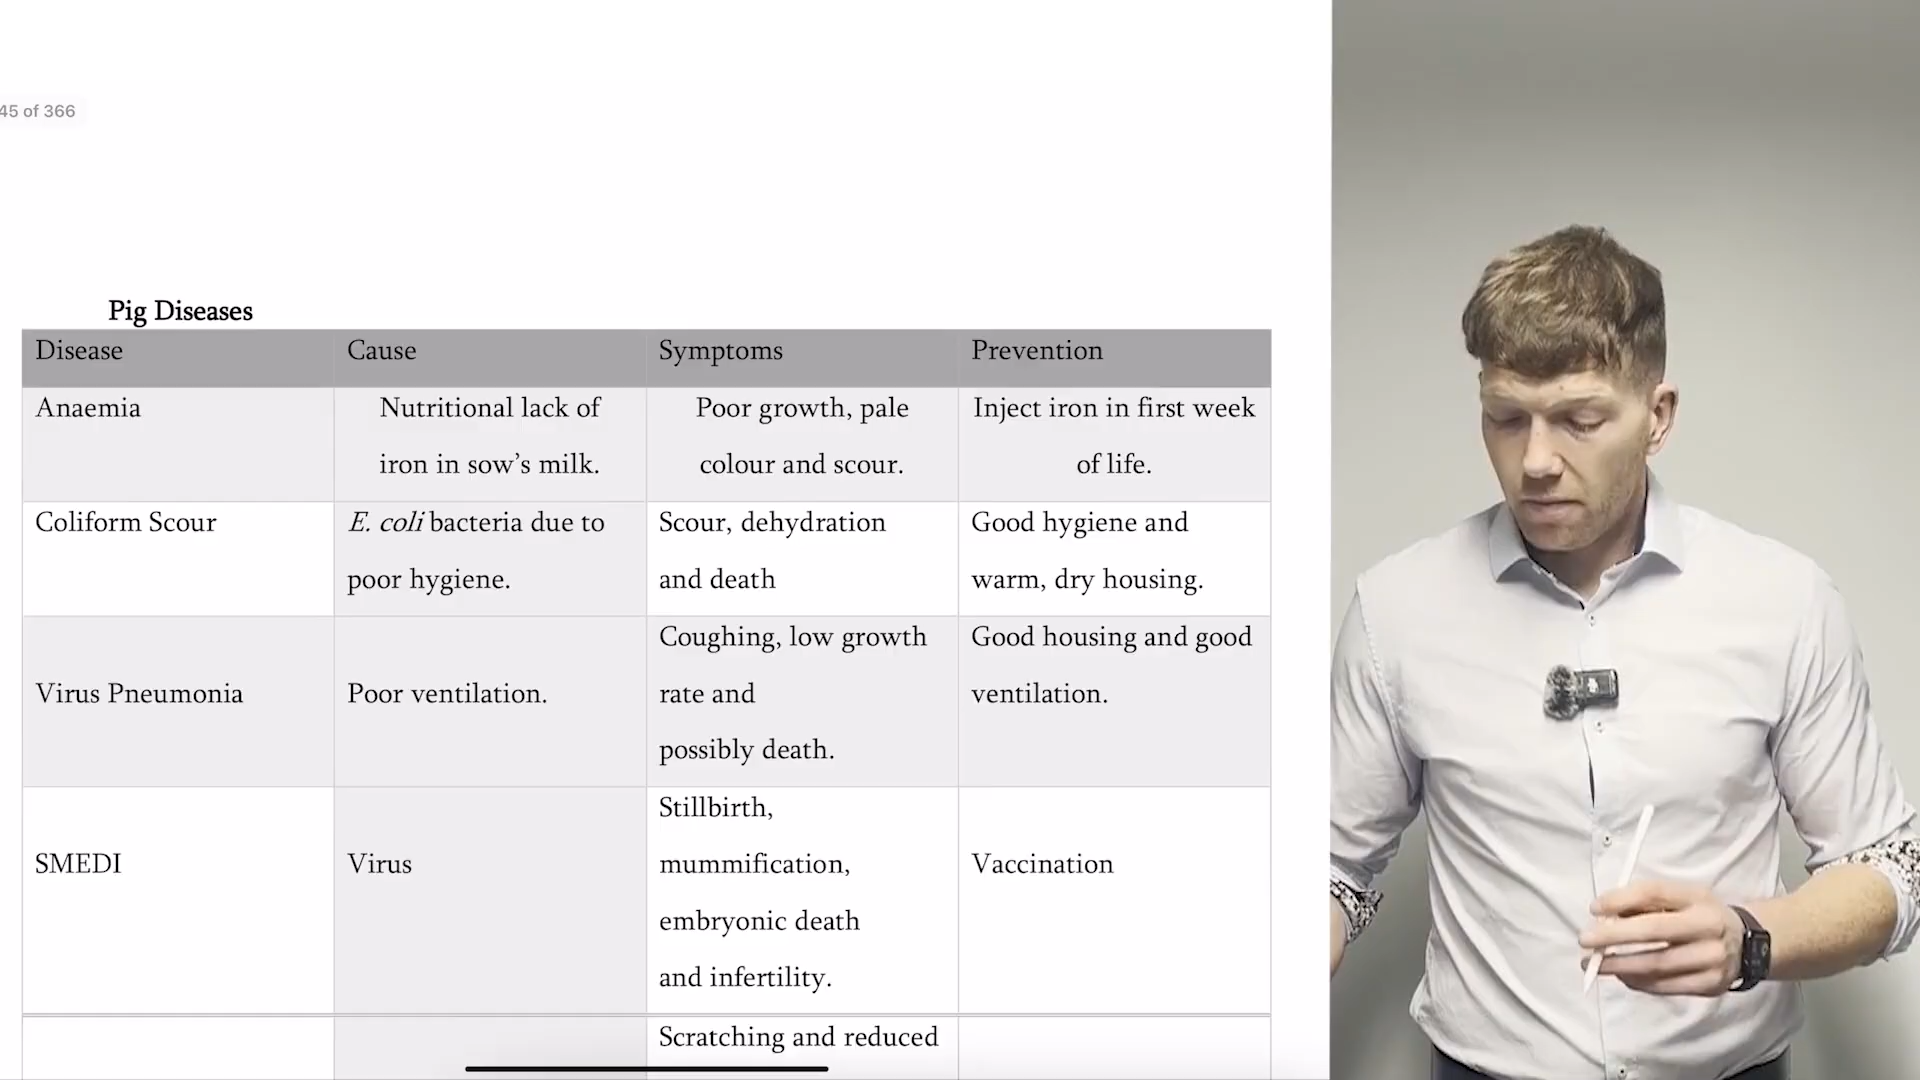 45 of 366
Pig Diseases
Disease Cause Symptoms Prevention
Anaemia
Nutritional lack of
iron in sow's milk.
Poor growth, pale
colour and scour.
Inject iron in first week
of life.
Coliform Scour
E. coli bacteria due to
poor hygiene.
Scour, dehydration
and death
Good hygiene and
warm, dry housing.
Virus Pneumonia
Poor ventilation.
Coughing, low growth
rate and
possibly death.
Good housing and good
ventilation.
SMEDI
Virus
Stillbirth,
mummification,
embryonic death
and infertility.
Vaccination
Scratching and reduced